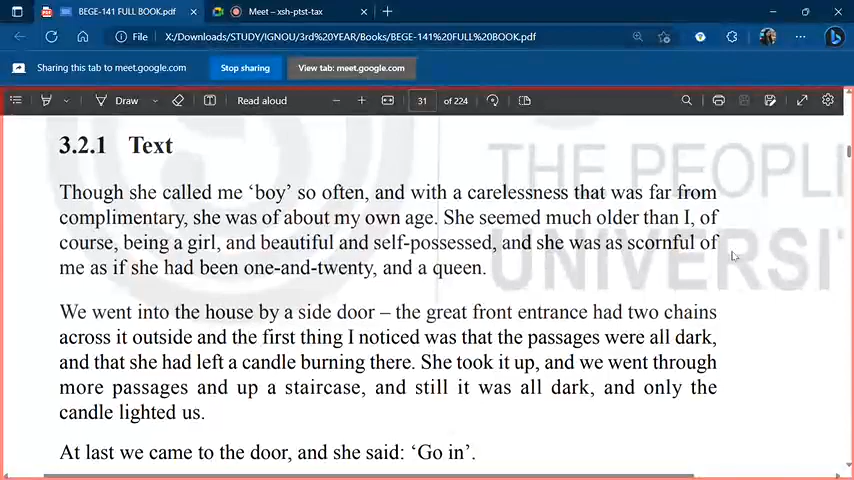 BEGE-141 FULL BOOK.pdf
Meet – xsh-ptst-tax
File
X:/Downloads/STUDY/IGNOU/3rd%20YEAR/Books/BEGE-141%20FULL%20BOOK.pdf
Sharing this tab to meet.google.com
Stop sharing
View tab: meet.google.com
Draw
Read aloud
31
of 224
3.2.1 Text
THE PEOPL
UNIVERSI
Though she called me ‘boy’ so often, and with a carelessness that was far from
complimentary, she was of about my own age. She seemed much older than I, of
course, being a girl, and beautiful and self-possessed, and she was as scornful of
me as if she had been one-and-twenty, and a queen.
We went into the house by a side door – the great front entrance had two chains
across it outside and the first thing I noticed was that the passages were all dark,
and that she had left a candle burning there. She took it up, and we went through
more passages and up a staircase, and still it was all dark, and only the
candle lighted us.
At last we came to the door, and she said: ‘Go in’.